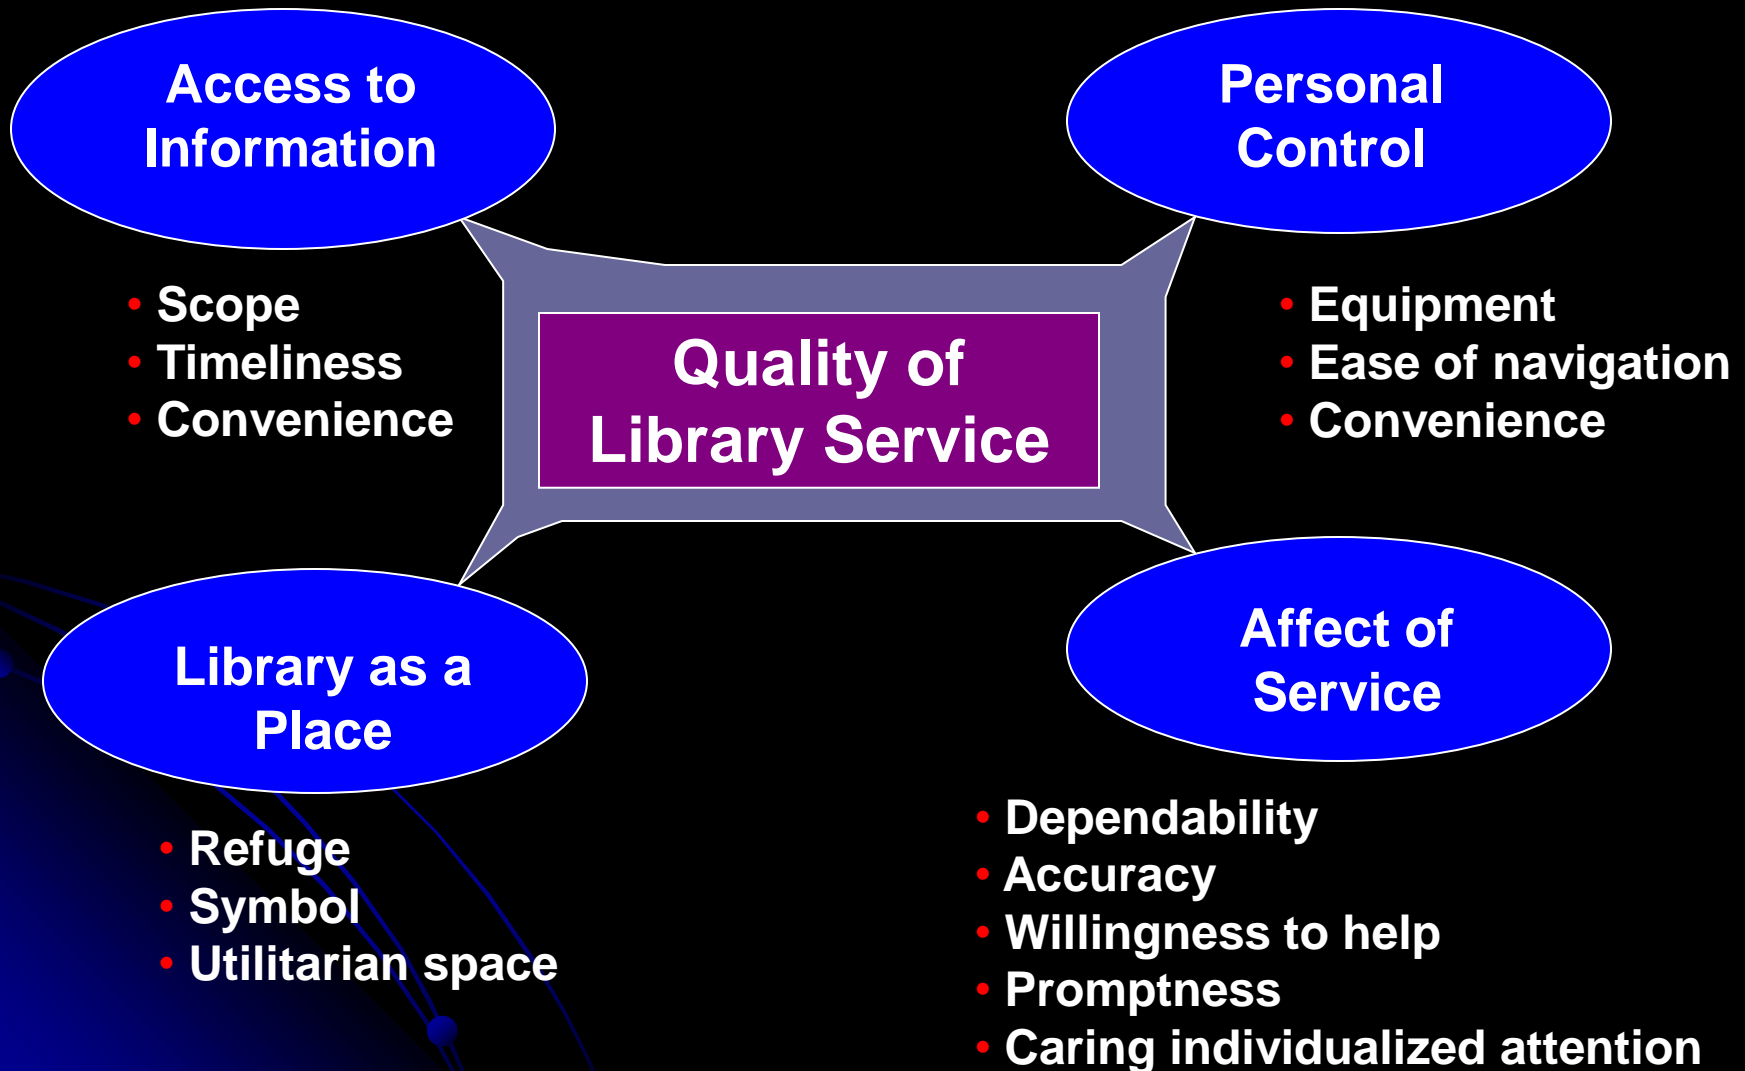 Access to
Information
• Scope
• Timeliness
• Convenience
Personal
Control
• Equipment
• Ease of navigation
• Convenience
Quality of
Library Service
Library as a
Place
• Refuge
• Symbol
• Utilitarian space
Affect of
Service
• Dependability
• Accuracy
• Willingness to help
• Promptness
• Caring individualized attention